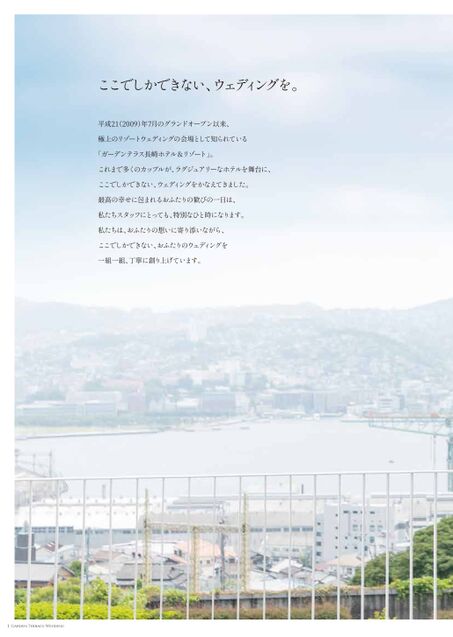 ここでしかできない、ウェディングを。
平成21（2009）年7月のグランドオープン以来、
極上のリゾートウェディングの会場として知られている
「ガーデンテラス長崎ホテル&リゾート」。
これまで多くのカップルが、ラグジュアリーなホテルを舞台に、
ここでしかできない、ウェディングをかなえてきました。
最高の幸せに包まれるおふたりの歓びの一日は、
私たちスタッフにとっても、特別なひと時になります。
私たちは、おふたりの想いに寄り添いながら、
ここでしかできない、おふたりのウェディングを
一組一組、丁寧に創り上げています。
1 Garden Terrace Wedding